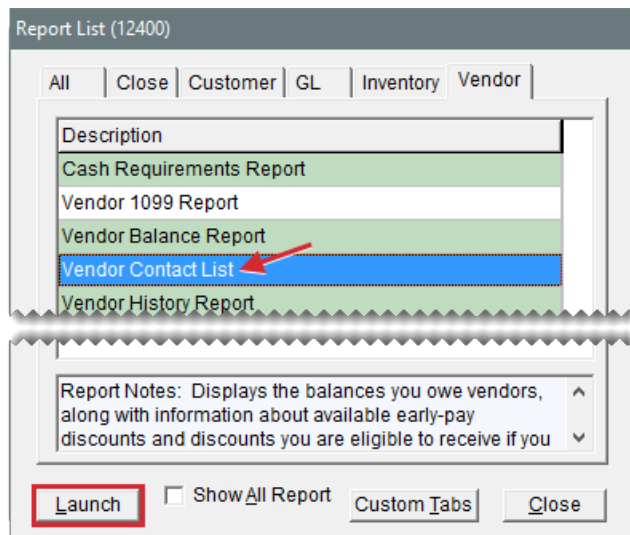 Report List (12400)
All Close Customer GL Inventory Vendor
Description
Cash Requirements Report
Vendor 1099 Report
Vendor Balance Report
Vendor Contact List
Vendor History Report
Report Notes: Displays the balances you owe vendors,
along with information about available early-pay
discounts and discounts you are eligible to receive if you
Launch Show All Report Custom Tabs Close